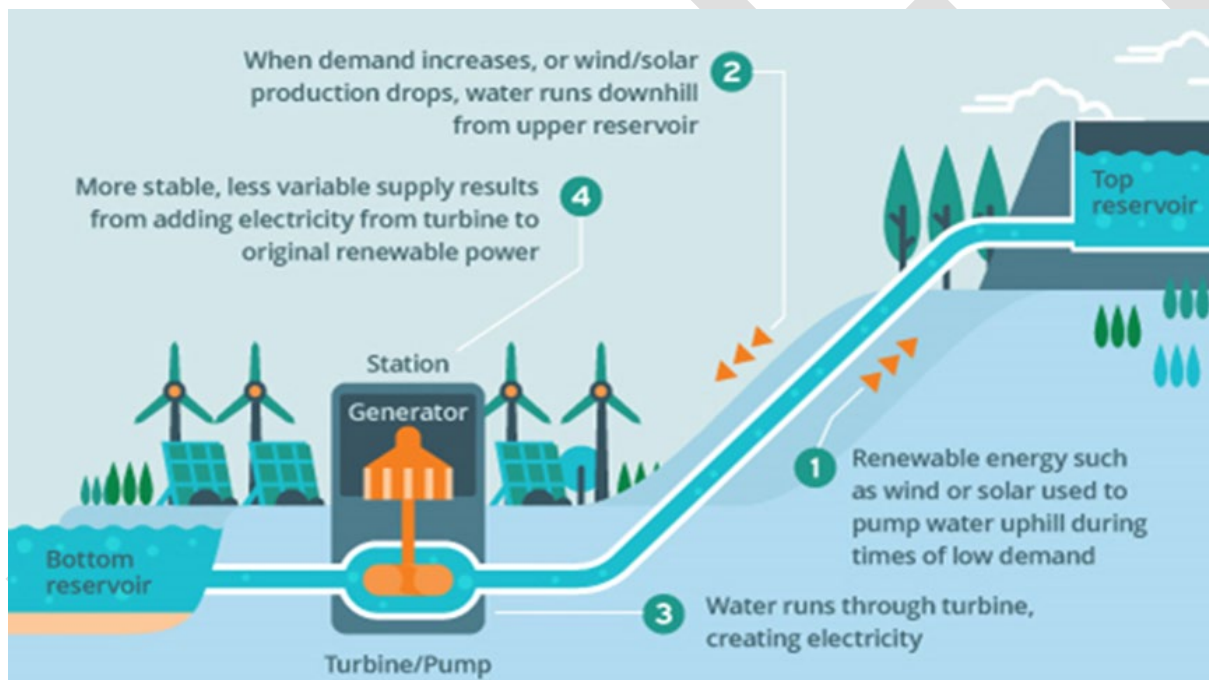 When demand increases, or wind/solar
production drops, water runs downhill
from upper reservoir
2
More stable, less variable supply results
from adding electricity from turbine to
original renewable power
4
Top
reservoir
Station
Generator
1
Renewable energy such
as wind or solar used to
pump water uphill during
times of low demand
Bottom
reservoir
3
Water runs through turbine,
creating electricity
Turbine/Pump